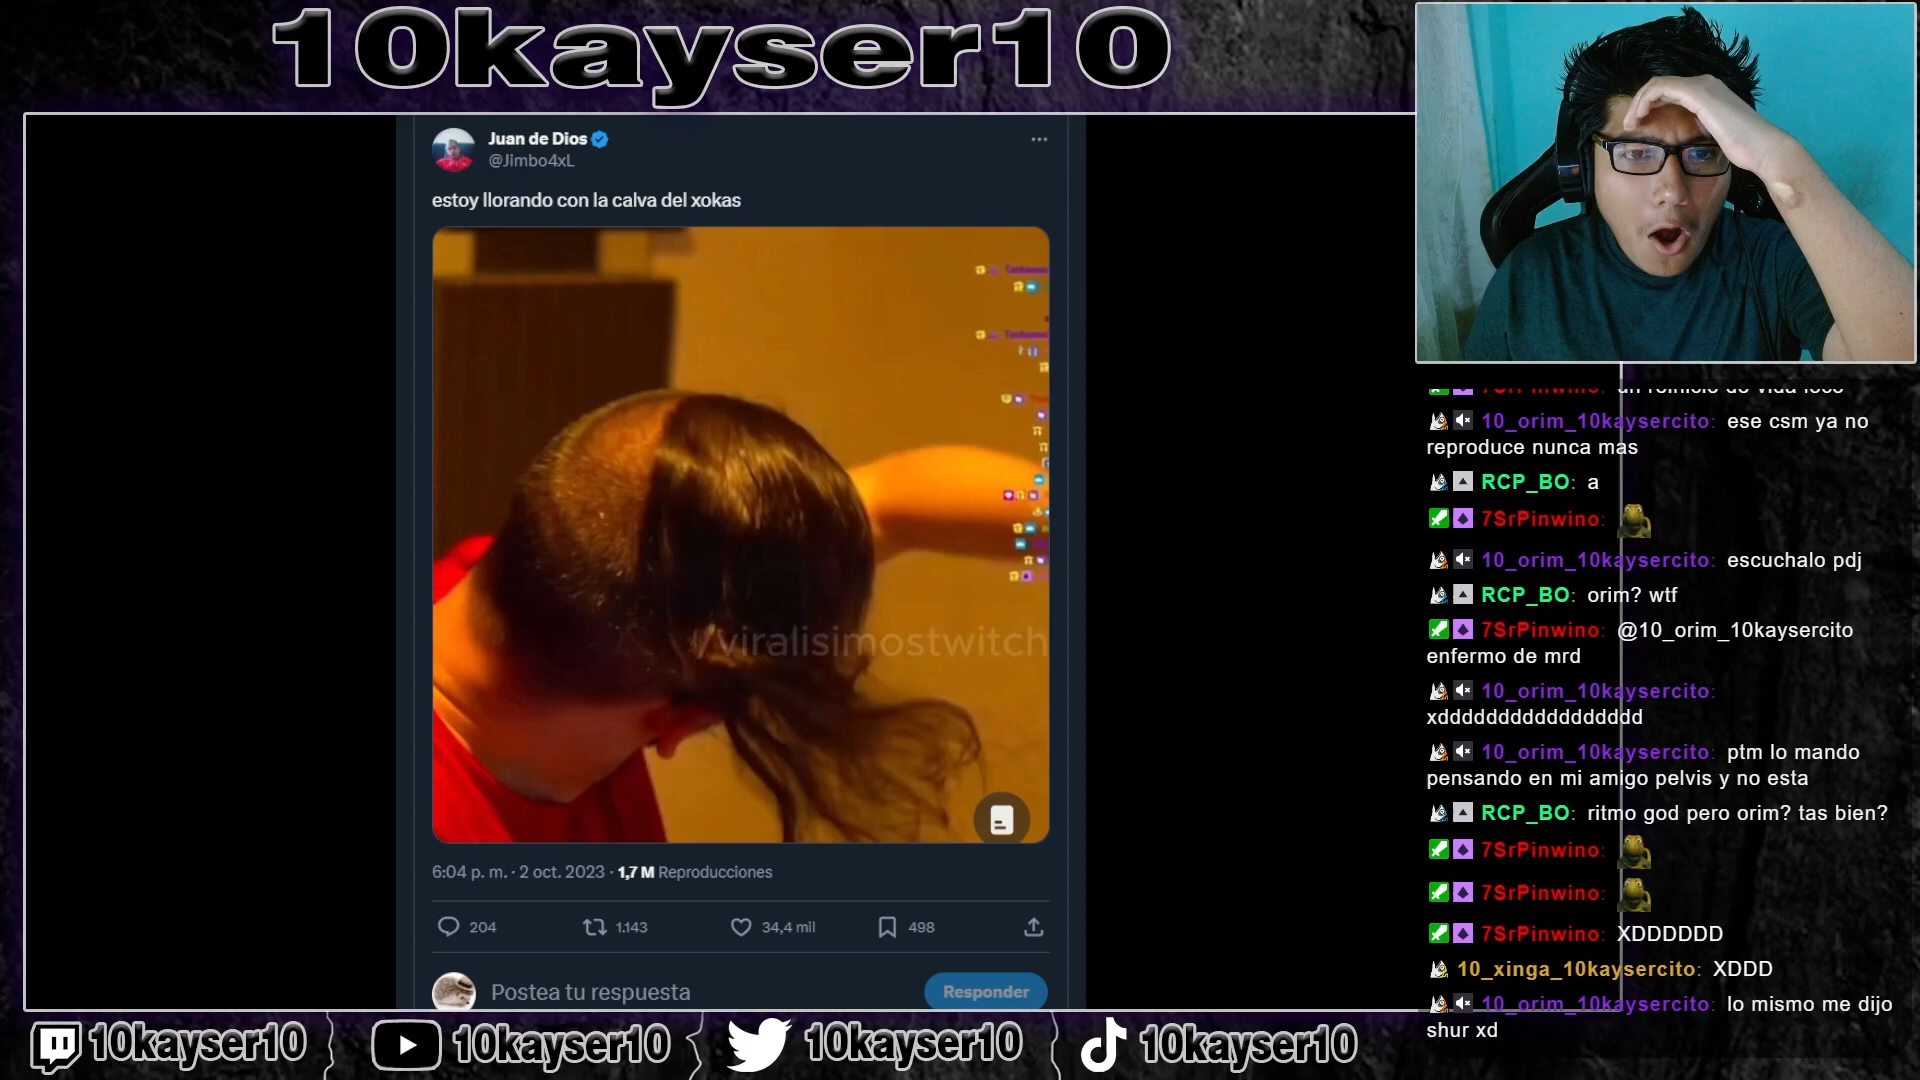 10kayser10
Juan de Dios
@Jimbo4xL
estoy llorando con la calva del xokas
/viralisimostwitch
6:04 p. m. · 2 oct. 2023 · 1,7 M Reproducciones
204
1.143
34,4 mil
498
Postea tu respuesta
Responder
10_orim_10kaysercito: ese csm ya no
reproduce nunca mas
RCP_BO: a
7SrPinwino:
10_orim_10kaysercito: escuchalo pdj
RCP_BO: orim? wtf
7SrPinwino: @10_orim_10kaysercito
enfermo de mrd
10_orim_10kaysercito:
xddddddddddddddddd
10_orim_10kaysercito: ptm lo mando
pensando en mi amigo pelvis y no esta
RCP_BO: ritmo god pero orim? tas bien?
7SrPinwino:
7SrPinwino:
7SrPinwino: XDDDDDD
10_xinga_10kaysercito: XDDD
10_orim_10kaysercito: lo mismo me dijo
shur xd
10kayser10
10kayser10
10kayser10
10kayser10